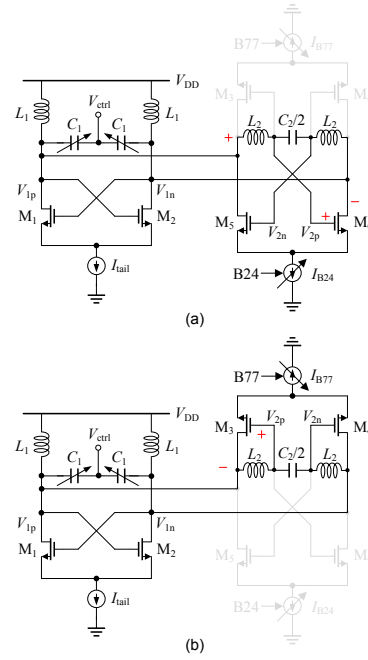 B77 I_B77
V_DD
V_ctrl
M_3 M
L_1 L_1
C_1 C_1
+ L_2 C_2/2 L_2
V_1p V_1n
M_1 M_2
M_5 V_2n V_2p + − M
I_tail
B24 I_B24
(a)
B77 I_B77
V_DD
V_ctrl
M_3 V_2p V_2n M
+
L_1 L_1
C_1 C_1
− L_2 C_2/2 L_2
V_1p V_1n
M_1 M_2
M_5 M
I_tail
B24 I_B24
(b)